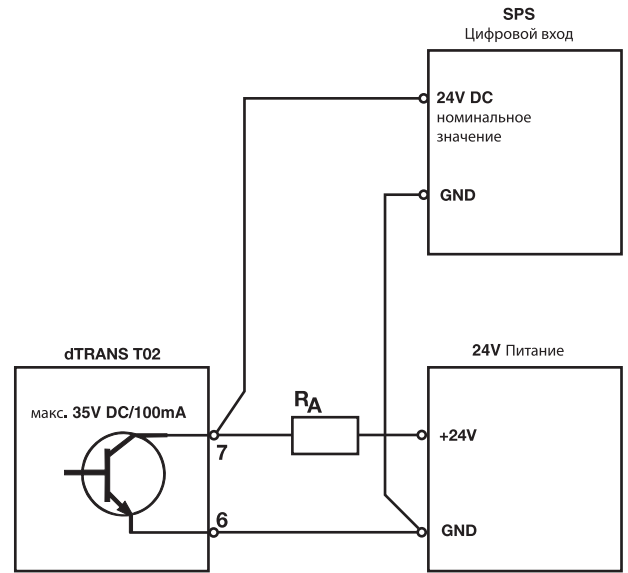 SPS
Цифровой вход
24V DC
номинальное
значение
GND
dTRANS T02
24V Питание
макс. 35V DC/100mA
RA
+24V
7
6
GND